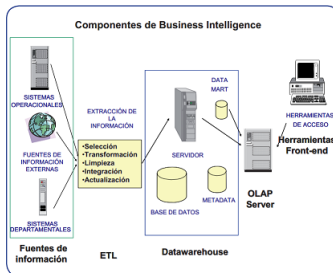 Componentes de Business Intelligence
SISTEMAS
OPERACIONALES
FUENTES DE
INFORMACIÓN
EXTERNAS
SISTEMAS
DEPARTAMENTALES
Fuentes de
información
EXTRACCIÓN DE
LA
INFORMACIÓN
•Selección
•Transformación
•Limpieza
•Integración
•Actualización
ETL
SERVIDOR
BASE DE DATOS
DATA
MART
METADATA
Datawarehouse
OLAP
Server
HERRAMIENTAS
DE ACCESO
Herramientas
Front-end